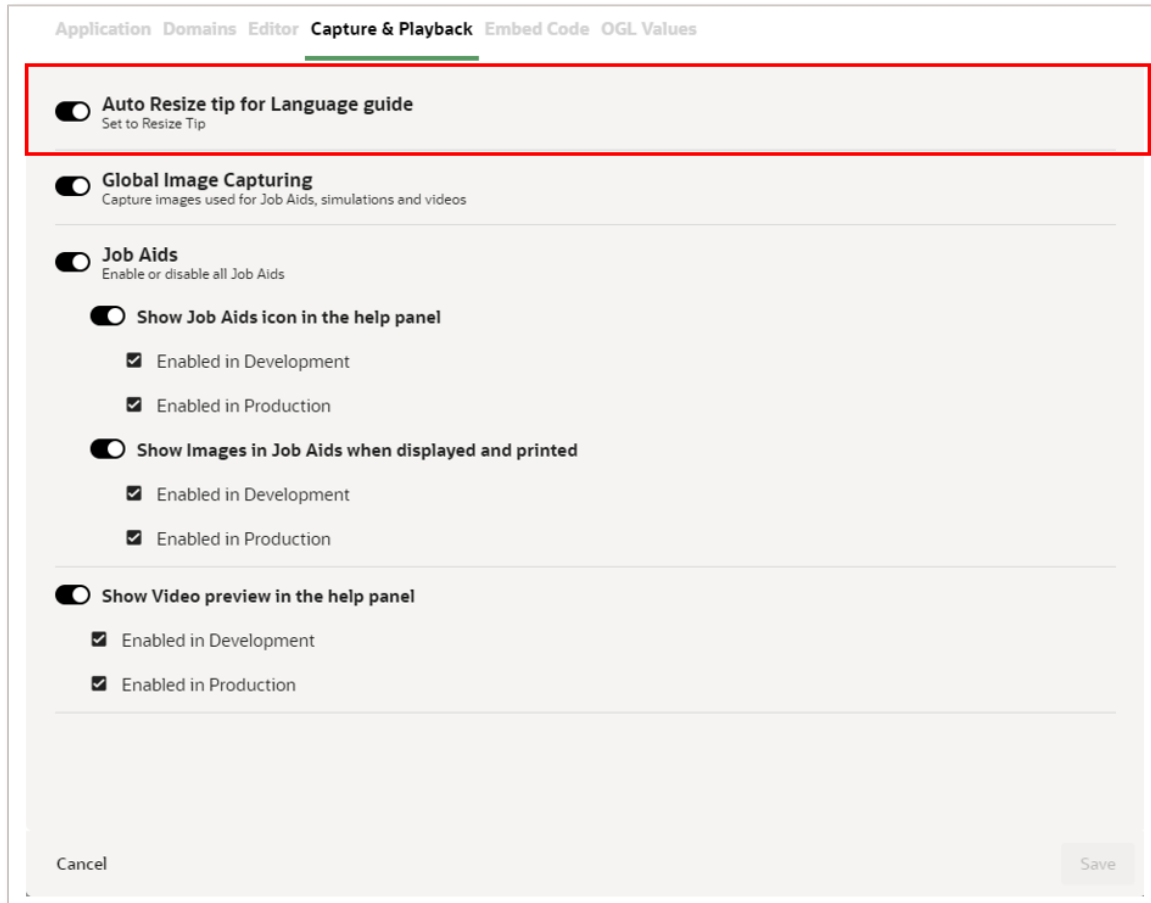 Application Domains Editor Capture & Playback Embed Code OGL Values
Auto Resize tip for Language guide
Set to Resize Tip
Global Image Capturing
Capture images used for Job Aids, simulations and videos
Job Aids
Enable or disable all Job Aids
Show Job Aids icon in the help panel
Enabled in Development
Enabled in Production
Show Images in Job Aids when displayed and printed
Enabled in Development
Enabled in Production
Show Video preview in the help panel
Enabled in Development
Enabled in Production
Cancel Save